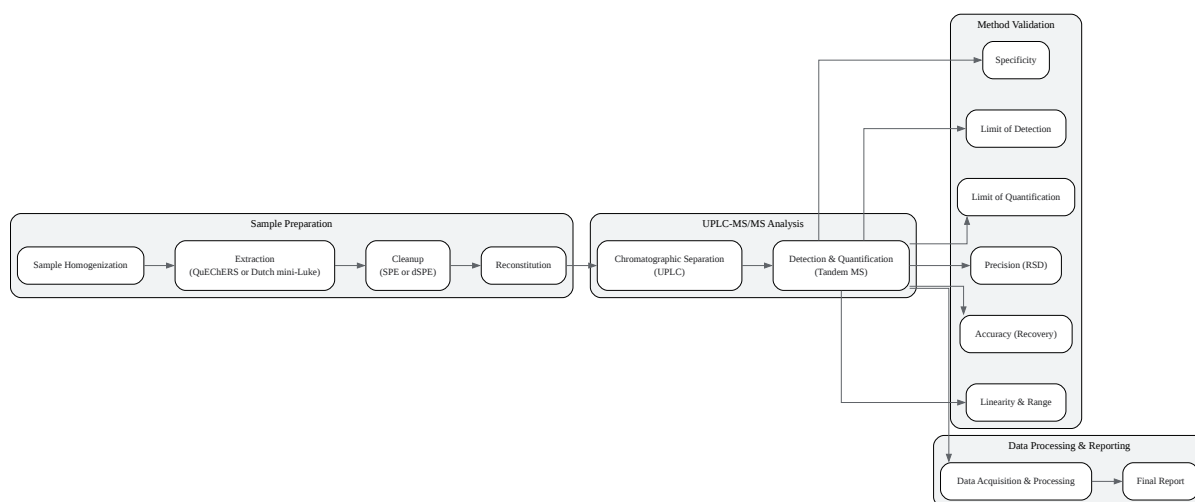 Method Validation
Specificity
Limit of Detection
Limit of Quantification
Sample Preparation
UPLC-MS/MS Analysis
Sample Homogenization
Extraction
(QuEChERS or Dutch mini-Luke)
Cleanup
(SPE or dSPE)
Reconstitution
Chromatographic Separation
(UPLC)
Detection & Quantification
(Tandem MS)
Precision (RSD)
Accuracy (Recovery)
Linearity & Range
Data Processing & Reporting
Data Acquisition & Processing
Final Report